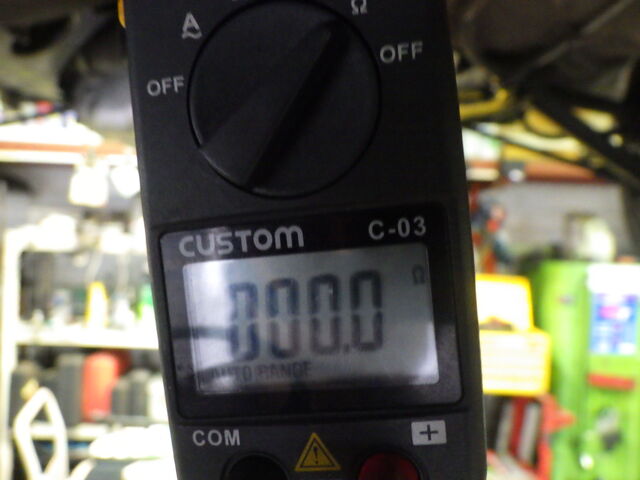 Ω
A
OFF
OFF
CUSTOM C-03
Ω
000.0
AUTO RANGE
COM +